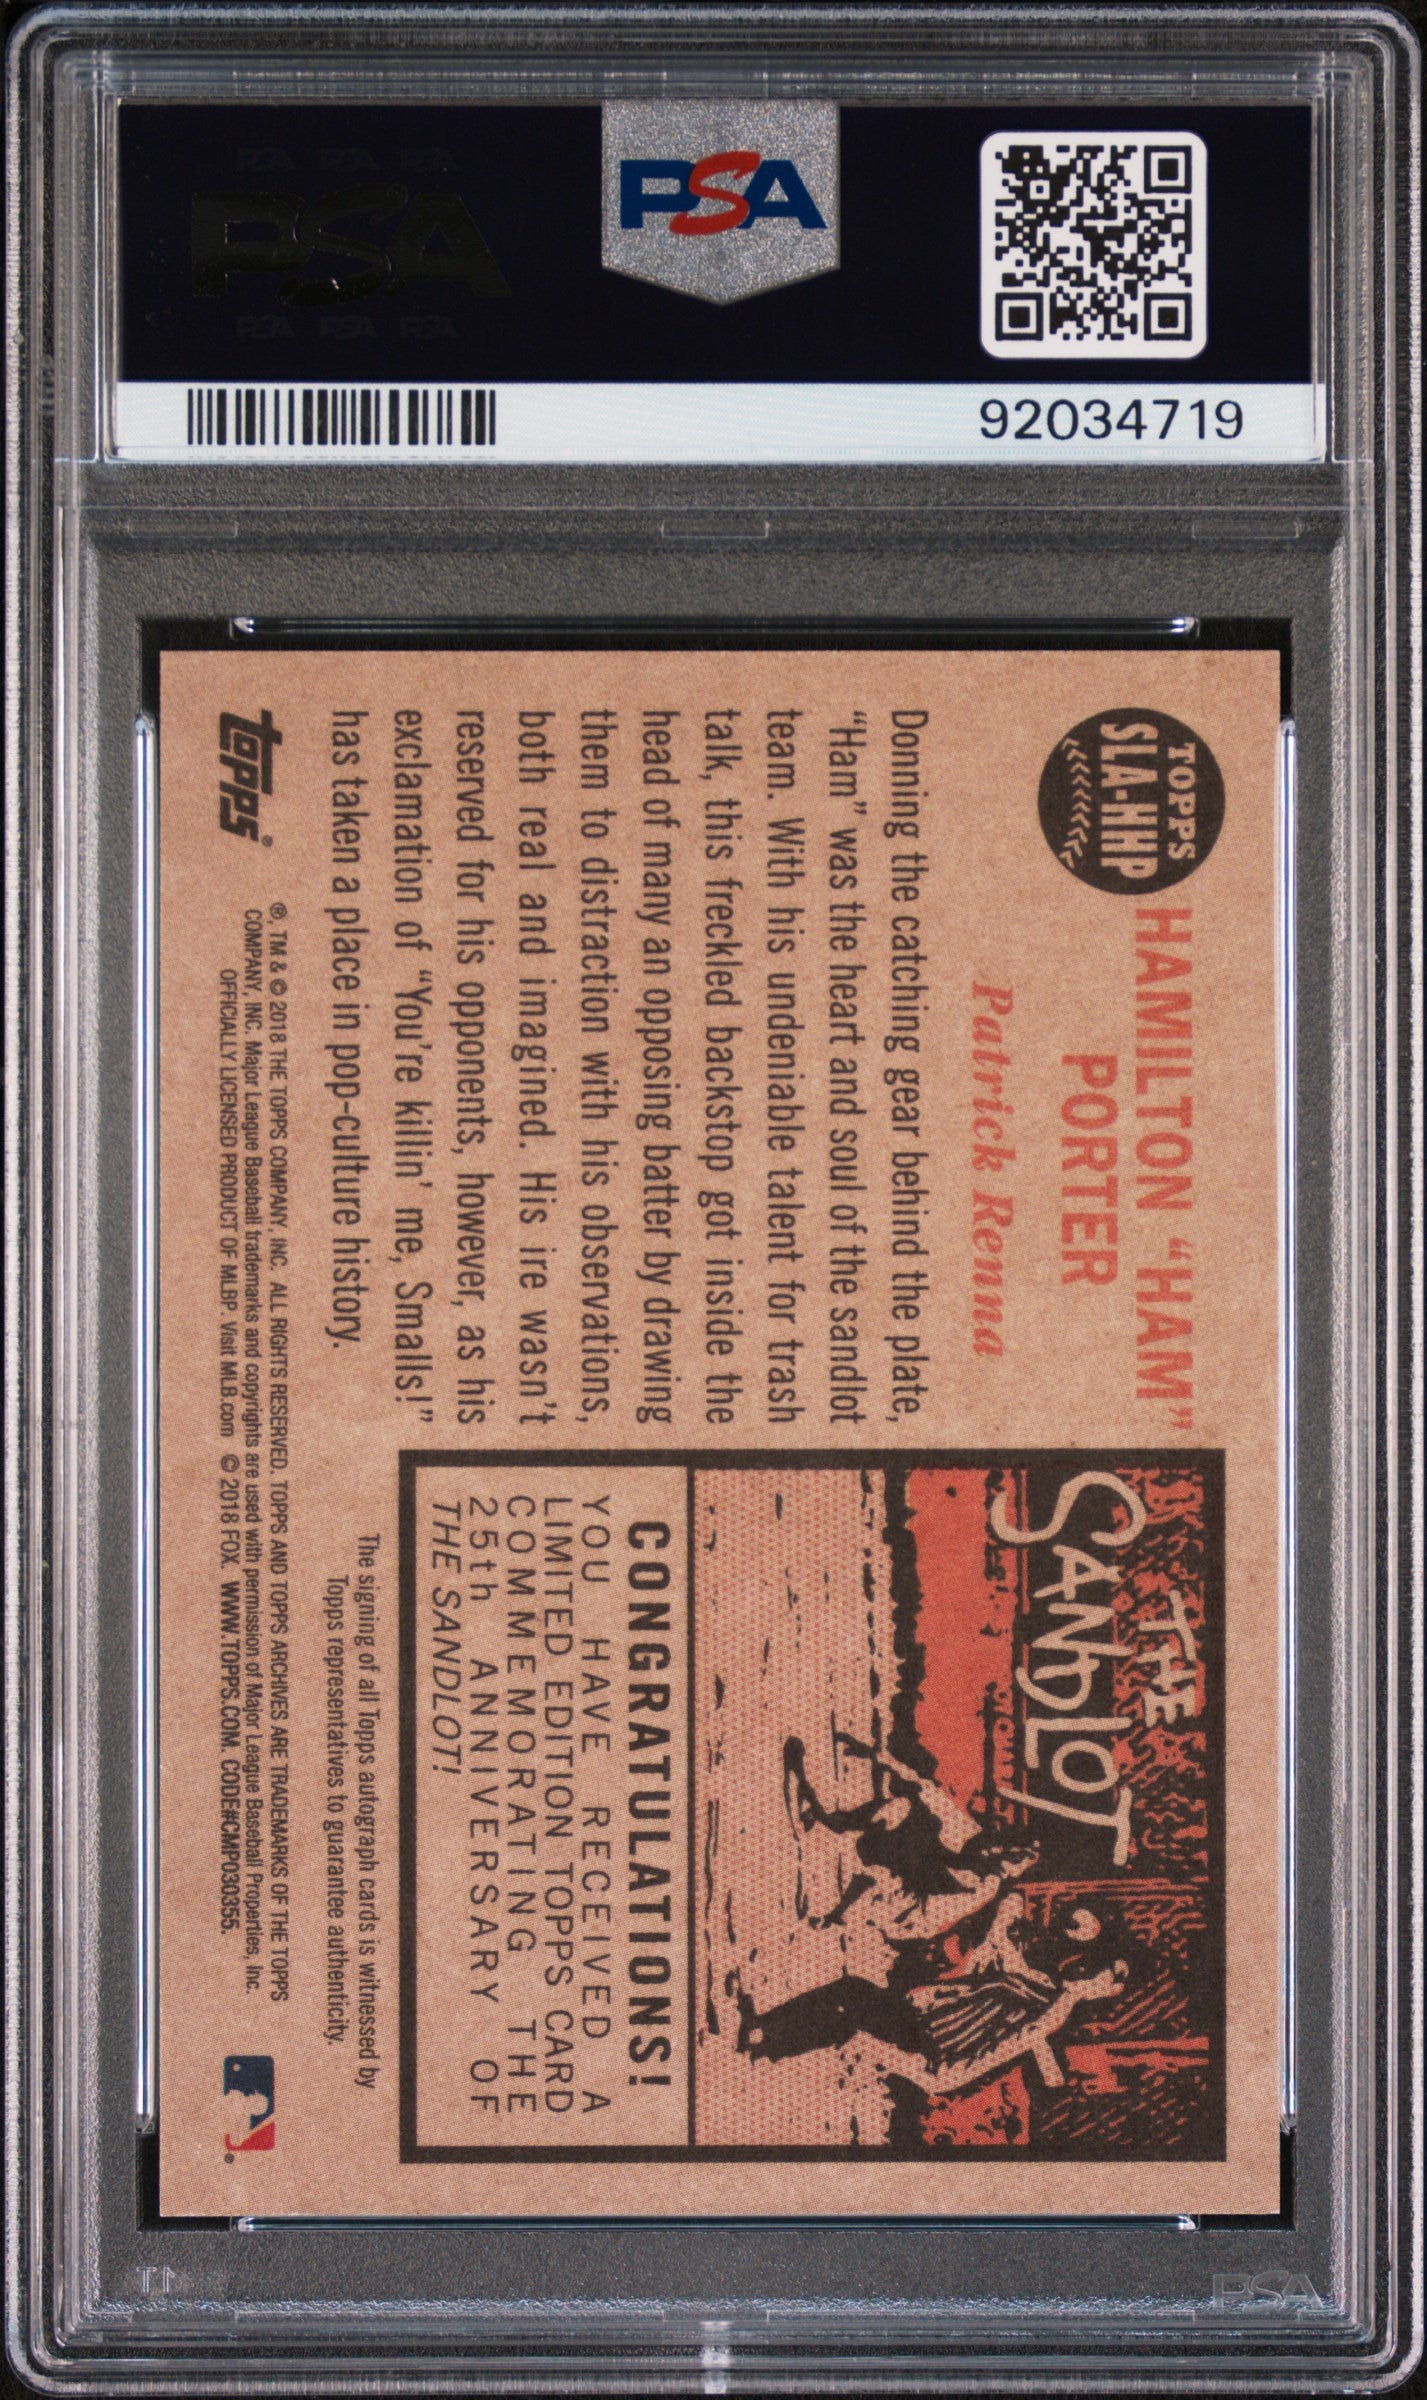 PSA PSA PSA
PSA
PSA PSA PSA
PSA
92034719
TOPPS
SLA-HHP
HAMILTON “HAM”
PORTER
Patrick Renna
Donning the catching gear behind the plate,
“Ham” was the heart and soul of the sandlot
team. With his undeniable talent for trash
talk, this freckled backstop got inside the
head of many an opposing batter by drawing
them to distraction with his observations,
both real and imagined. His ire wasn’t
reserved for his opponents, however, as his
exclamation of “You’re killin’ me, Smalls!”
has taken a place in pop-culture history.
THE
SANDLOT
CONGRATULATIONS!
YOU HAVE RECEIVED A
LIMITED EDITION TOPPS CARD
COMMEMORATING THE
25th ANNIVERSARY OF
THE SANDLOT!
The signing of all Topps autograph cards is witnessed by
Topps representatives to guarantee authenticity.
topps®
®, TM & © 2018 THE TOPPS COMPANY, INC. ALL RIGHTS RESERVED. TOPPS AND TOPPS ARCHIVES ARE TRADEMARKS OF THE TOPPS
COMPANY, INC. Major League Baseball trademarks and copyrights are used with permission of Major League Baseball Properties, Inc.
OFFICIALLY LICENSED PRODUCT OF MLBP. Visit MLB.com © 2018 FOX. WWW.TOPPS.COM. CODE#CMP030355.
PSA